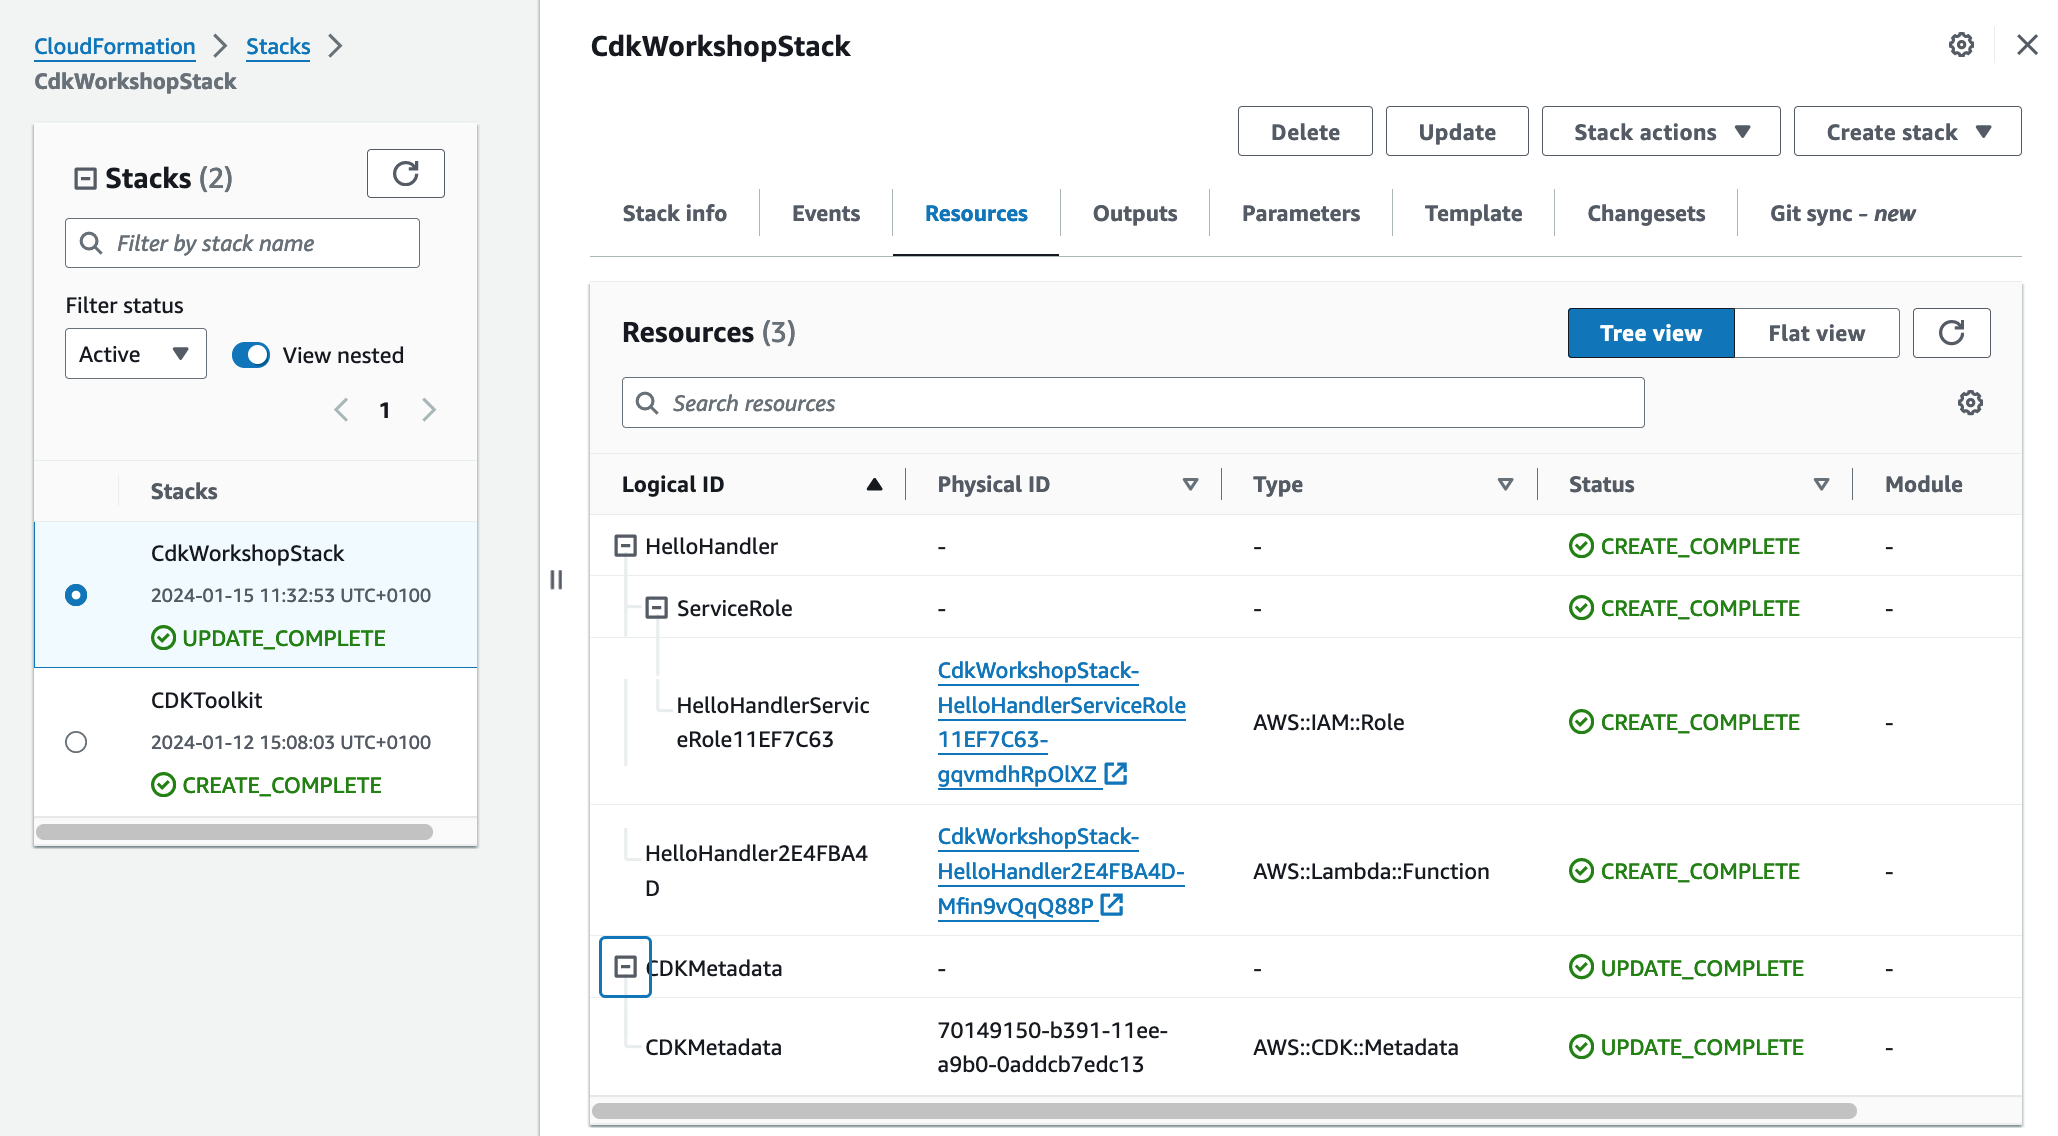 CloudFormation
Stacks
CdkWorkshopStack
Stacks (2)
Filter by stack name
Filter status
Active
View nested
1
Stacks
CdkWorkshopStack
2024-01-15 11:32:53 UTC+0100
UPDATE_COMPLETE
CDKToolkit
2024-01-12 15:08:03 UTC+0100
CREATE_COMPLETE
CdkWorkshopStack
Delete
Update
Stack actions
Create stack
Stack info
Events
Resources
Outputs
Parameters
Template
Changesets
Git sync - new
Resources (3)
Tree view
Flat view
Search resources
Logical ID
Physical ID
Type
Status
Module
HelloHandler
-
-
CREATE_COMPLETE
-
ServiceRole
-
-
CREATE_COMPLETE
-
HelloHandlerServic
eRole11EF7C63
CdkWorkshopStack-
HelloHandlerServiceRole
11EF7C63-
gqvmdhRpOlXZ
AWS::IAM::Role
CREATE_COMPLETE
-
HelloHandler2E4FBA4
D
CdkWorkshopStack-
HelloHandler2E4FBA4D-
Mfin9vQqQ88P
AWS::Lambda::Function
CREATE_COMPLETE
-
CDKMetadata
-
-
UPDATE_COMPLETE
-
CDKMetadata
70149150-b391-11ee-
a9b0-0addcb7edc13
AWS::CDK::Metadata
UPDATE_COMPLETE
-